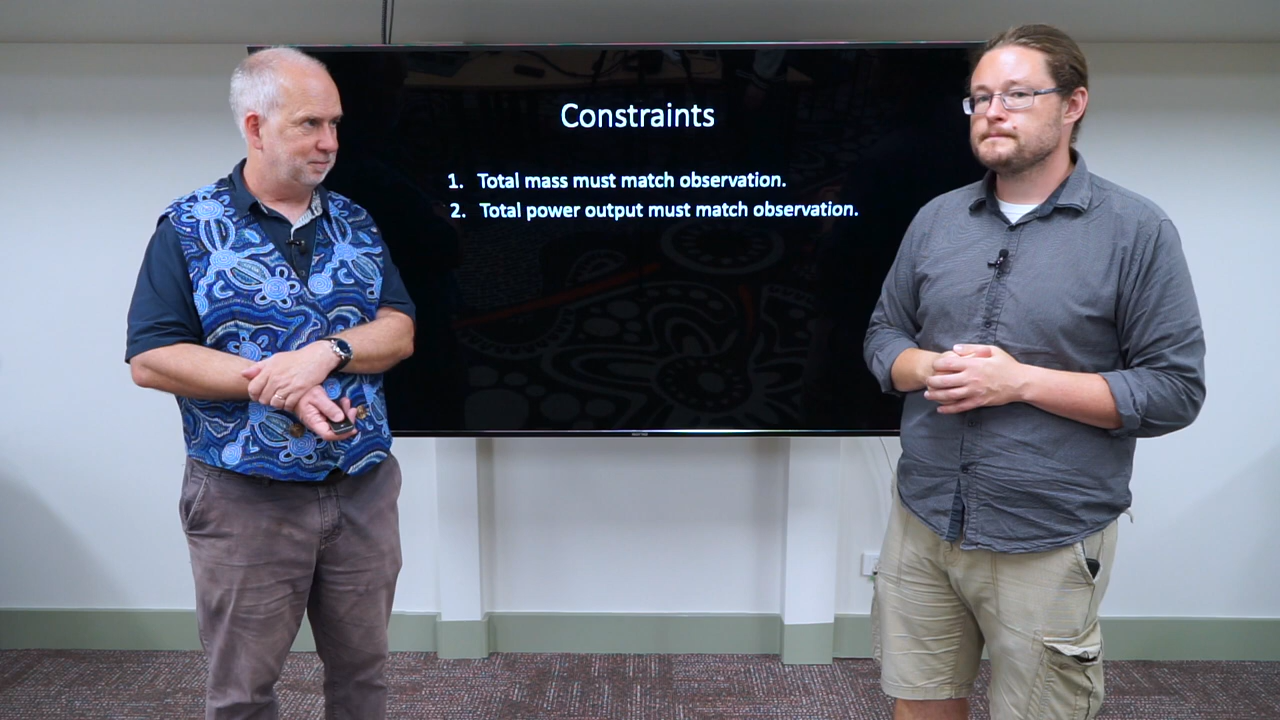 Constraints
1. Total mass must match observation.
2. Total power output must match observation.